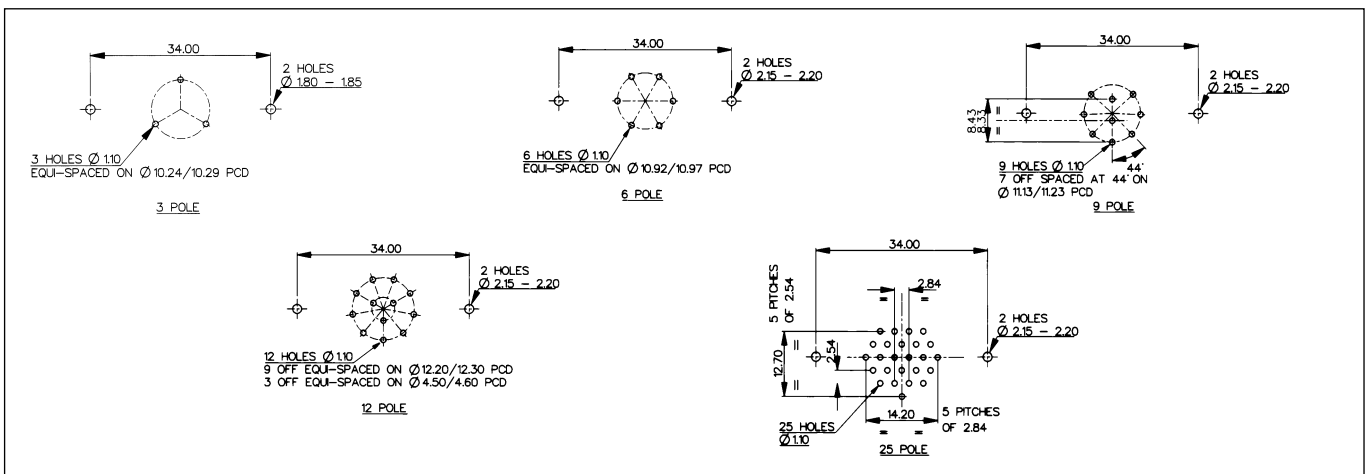 34.00
2 HOLES
Ø 1.80 - 1.85
3 HOLES Ø 1.10
EQUI-SPACED ON Ø 10.24/10.29 PCD
3 POLE
34.00
2 HOLES
Ø 2.15 - 2.20
6 HOLES Ø 1.10
EQUI-SPACED ON Ø 10.92/10.97 PCD
6 POLE
34.00
2 HOLES
Ø 2.15 - 2.20
8.43
8.33
=
=
44°
9 HOLES Ø 1.10
7 OFF SPACED AT 44° ON
Ø 11.13/11.23 PCD
9 POLE
34.00
2 HOLES
Ø 2.15 - 2.20
12 HOLES Ø 1.10
9 OFF EQUI-SPACED ON Ø 12.20/12.30 PCD
3 OFF EQUI-SPACED ON Ø 4.50/4.60 PCD
12 POLE
34.00
5 PITCHES
OF 2.54
2.84
= =
2 HOLES
Ø 2.15 - 2.20
12.70
=
=
2.54
14.20
5 PITCHES
OF 2.84
= =
25 HOLES
Ø 1.10
25 POLE